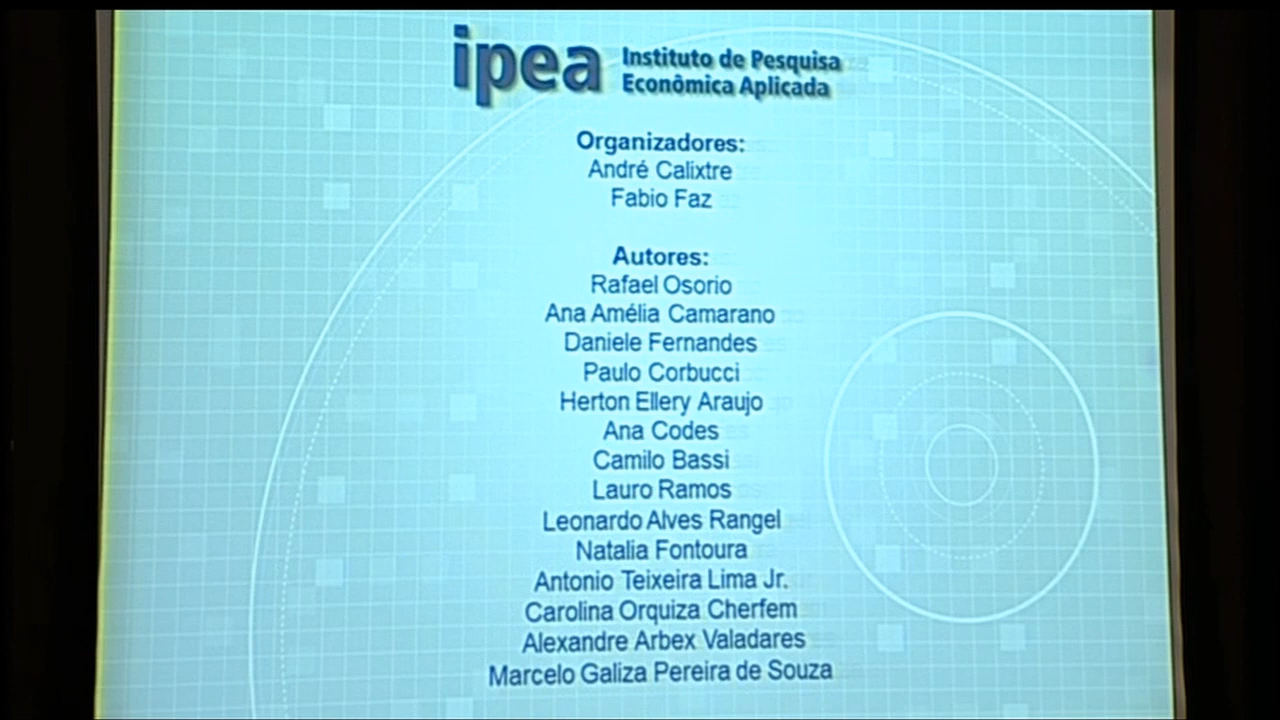 ipea
Instituto de Pesquisa
Econômica Aplicada
Organizadores:
André Calixtre
Fabio Faz
Autores:
Rafael Osorio
Ana Amélia Camarano
Daniele Fernandes
Paulo Corbucci
Herton Ellery Araujo
Ana Codes
Camilo Bassi
Lauro Ramos
Leonardo Alves Rangel
Natalia Fontoura
Antonio Teixeira Lima Jr.
Carolina Orquiza Cherfem
Alexandre Arbex Valadares
Marcelo Galiza Pereira de Souza